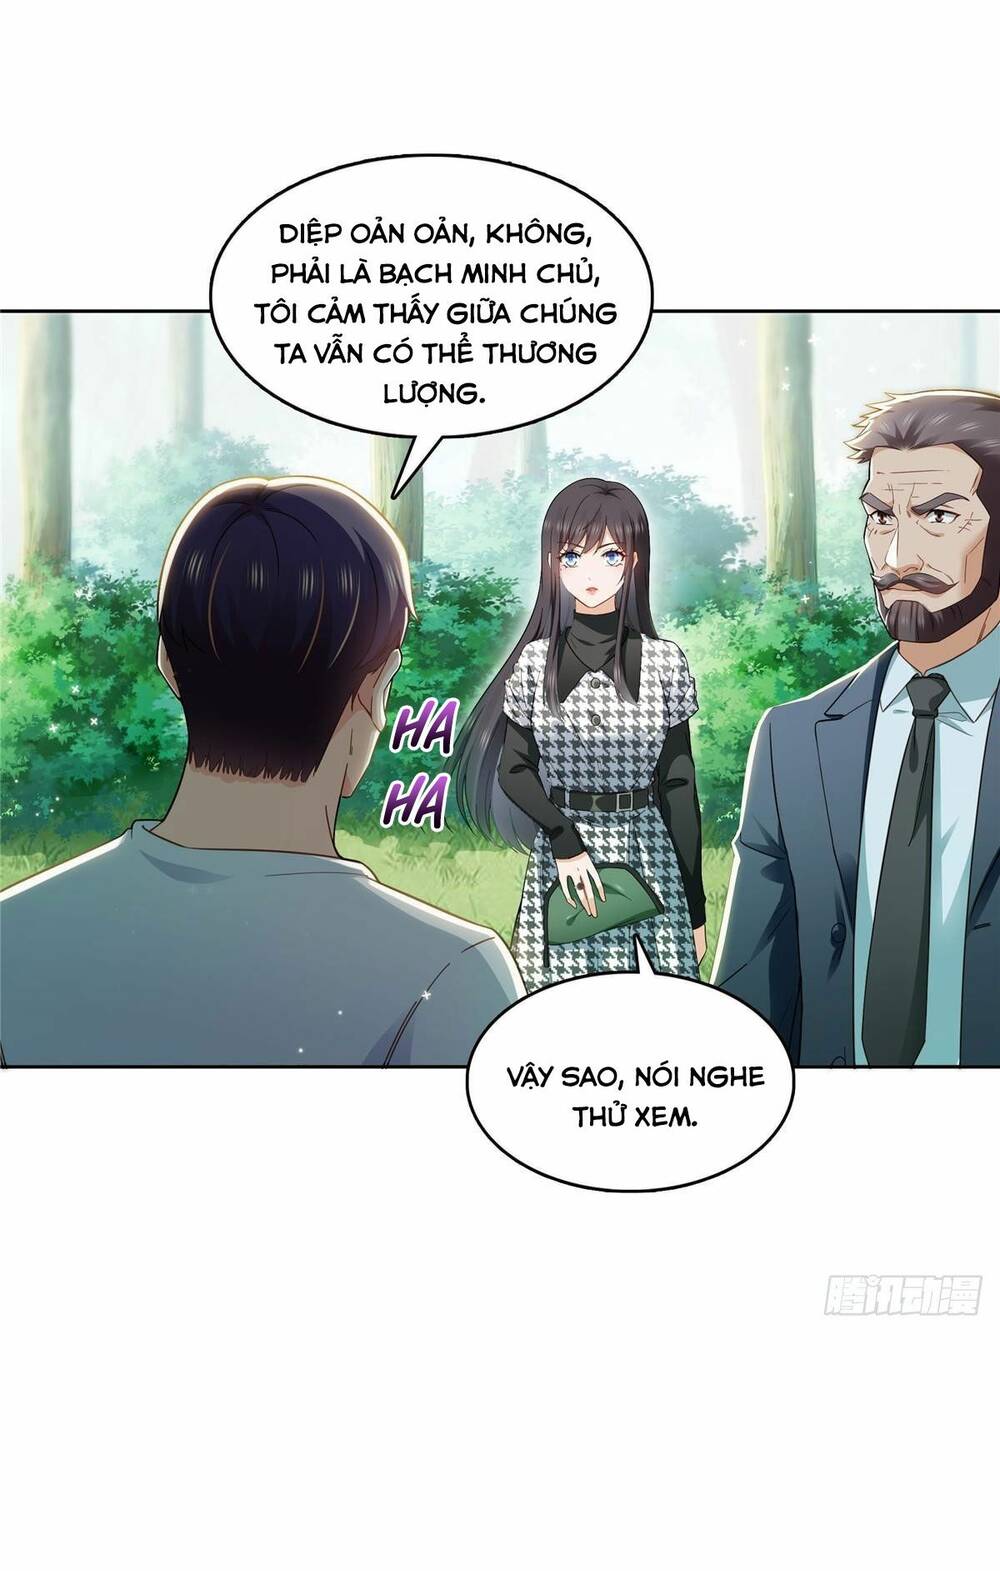 DIỆP OẢN OẢN, KHÔNG,
PHẢI LÀ BẠCH MINH CHỦ,
TÔI CẢM THẤY GIỮA CHÚNG
TA VẪN CÓ THỂ THƯƠNG
LƯỢNG.
HA
HA
VẬY SAO, NÓI NGHE
THỬ XEM.
腾讯动漫